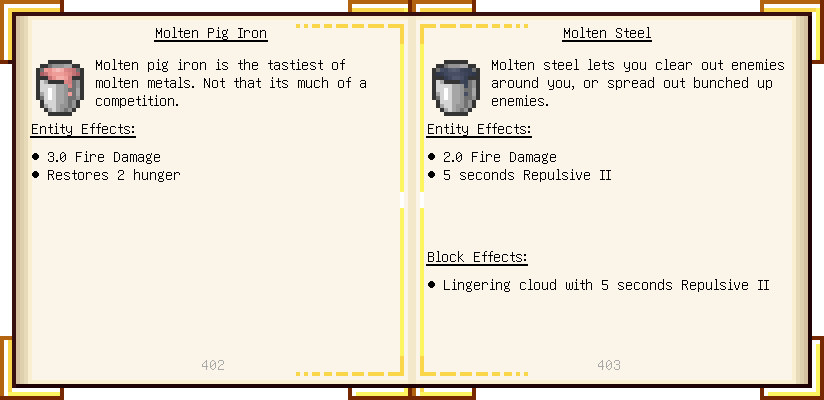 Molten Pig Iron
Molten pig iron is the tastiest of
molten metals. Not that its much of a
competition.
Entity Effects:
• 3.0 Fire Damage
• Restores 2 hunger
402
Molten Steel
Molten steel lets you clear out enemies
around you, or spread out bunched up
enemies.
Entity Effects:
• 2.0 Fire Damage
• 5 seconds Repulsive II
Block Effects:
• Lingering cloud with 5 seconds Repulsive II
403